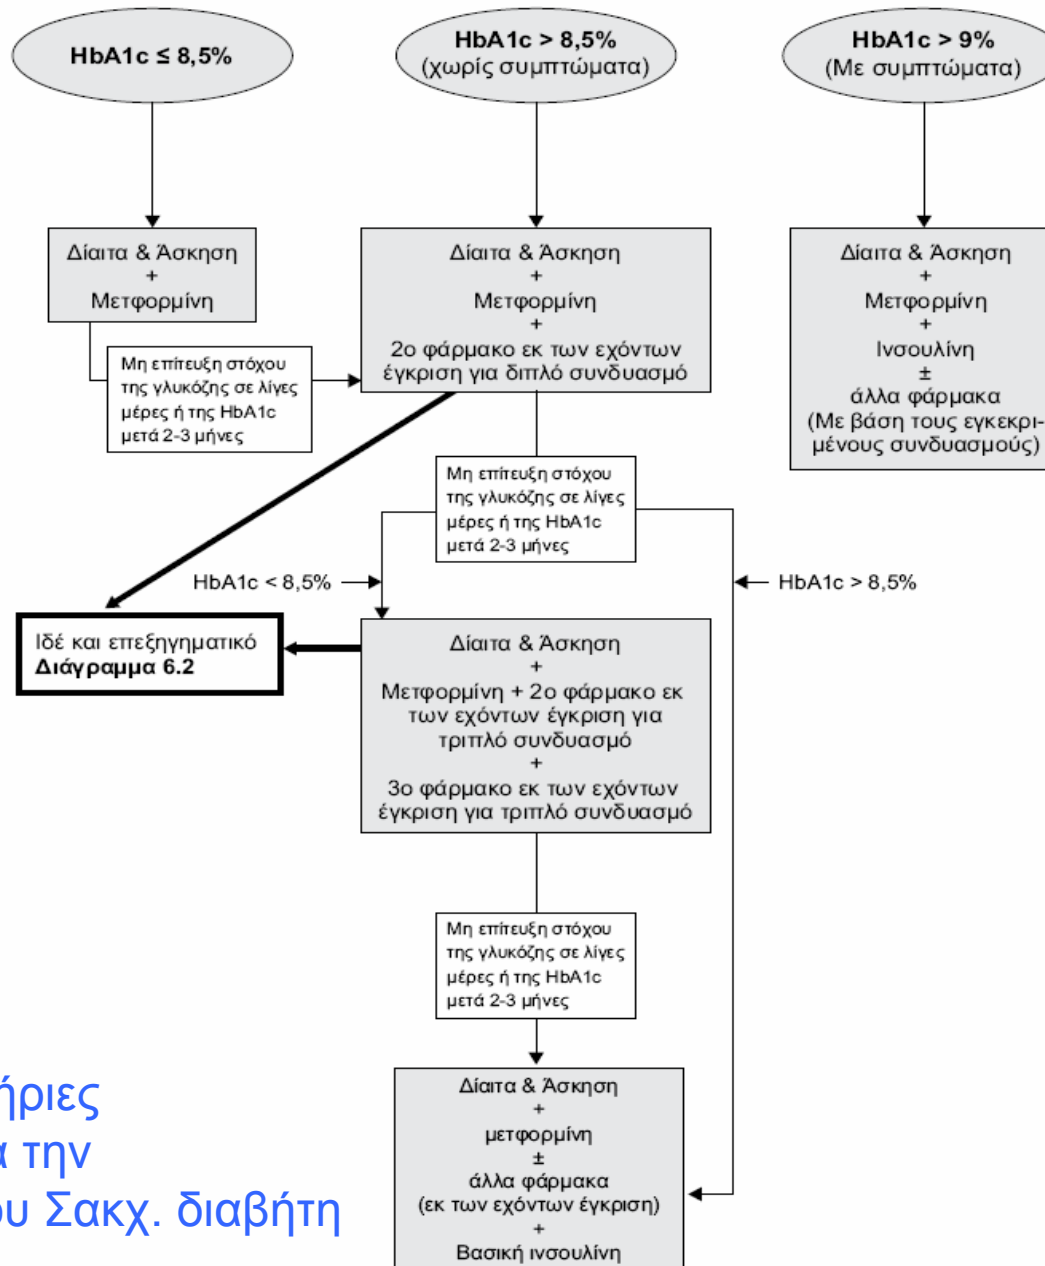 HbA1c ≤ 8,5%
HbA1c > 8,5%
(χωρίς συμπτώματα)
HbA1c > 9%
(Με συμπτώματα)
Δίαιτα & Άσκηση
+
Μετφορμίνη
Δίαιτα & Άσκηση
+
Μετφορμίνη
+
2ο φάρμακο εκ των εχόντων
έγκριση για διπλό συνδυασμό
Δίαιτα & Άσκηση
+
Μετφορμίνη
+
Ινσουλίνη
±
άλλα φάρμακα
(Με βάση τους εγκεκρι-
μένους συνδυασμούς)
Μη επίτευξη στόχου
της γλυκόζης σε λίγες
μέρες ή της HbA1c
μετά 2-3 μήνες
Μη επίτευξη στόχου
της γλυκόζης σε λίγες
μέρες ή της HbA1c
μετά 2-3 μήνες
HbA1c < 8,5%
HbA1c > 8,5%
Ιδέ και επεξηγηματικό
Διάγραμμα 6.2
Δίαιτα & Άσκηση
+
Μετφορμίνη + 2ο φάρμακο εκ
των εχόντων έγκριση για
τριπλό συνδυασμό
+
3ο φάρμακο εκ των εχόντων
έγκριση για τριπλό συνδυασμό
Μη επίτευξη στόχου
της γλυκόζης σε λίγες
μέρες ή της HbA1c
μετά 2-3 μήνες
Δίαιτα & Άσκηση
+
μετφορμίνη
±
άλλα φάρμακα
(εκ των εχόντων έγκριση)
+
Βασική ινσουλίνη
ήριες
α την
ου Σακχ. διαβήτη